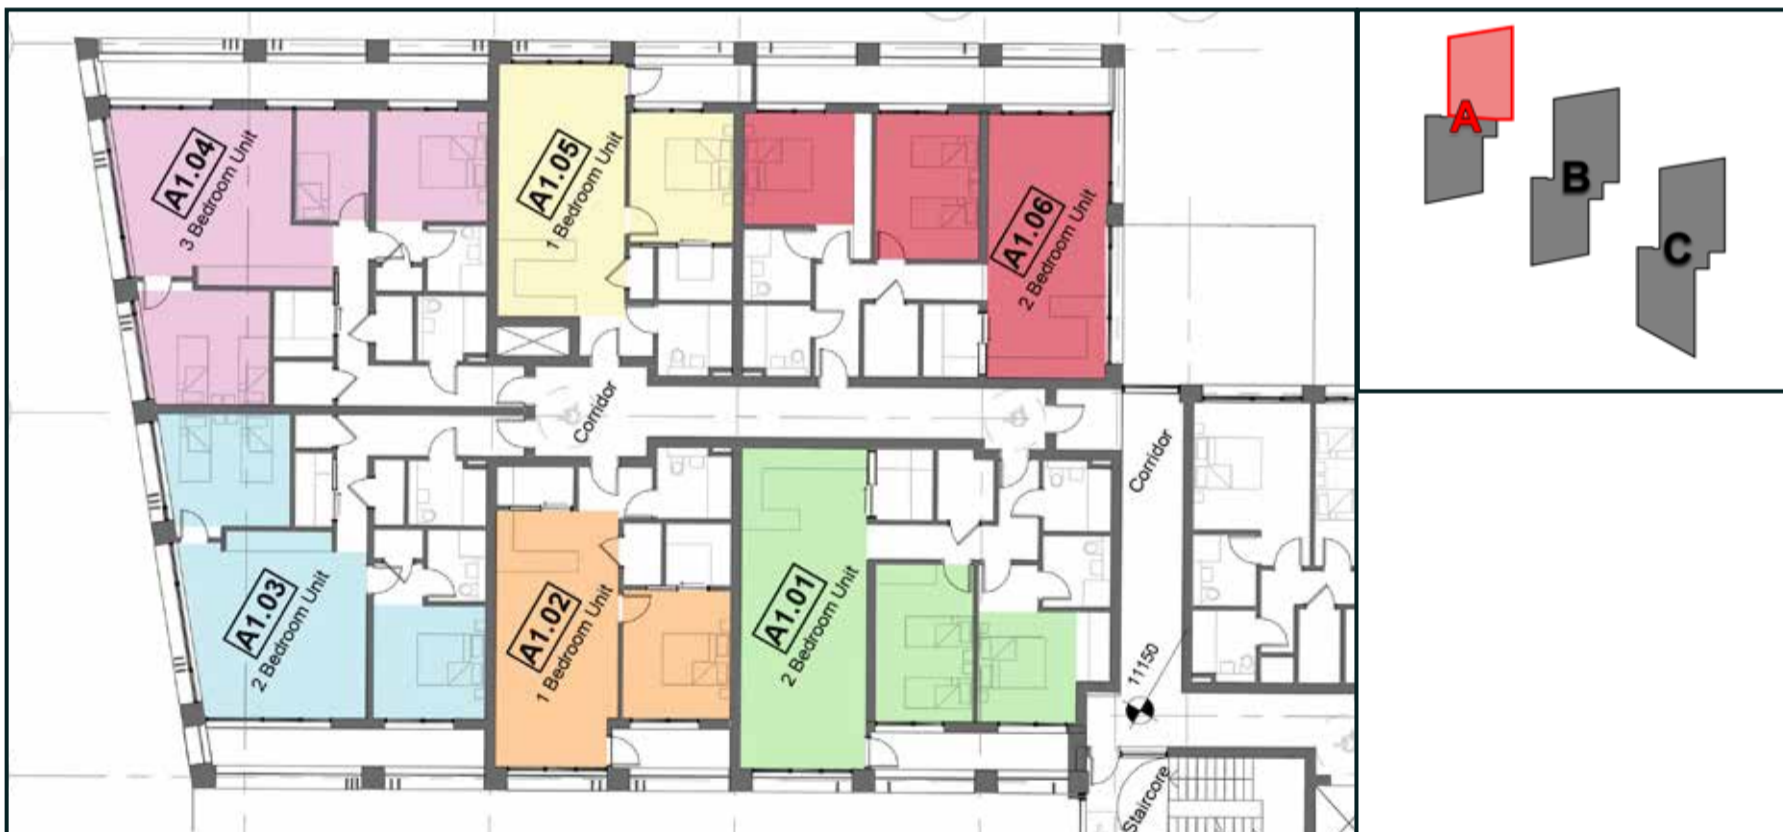 A1.04
3 Bedroom Unit
A1.05
1 Bedroom Unit
A1.06
2 Bedroom Unit
Corridor
Corridor
A1.03
2 Bedroom Unit
A1.02
1 Bedroom Unit
A1.01
2 Bedroom Unit
11150
Staircore
A
B
C